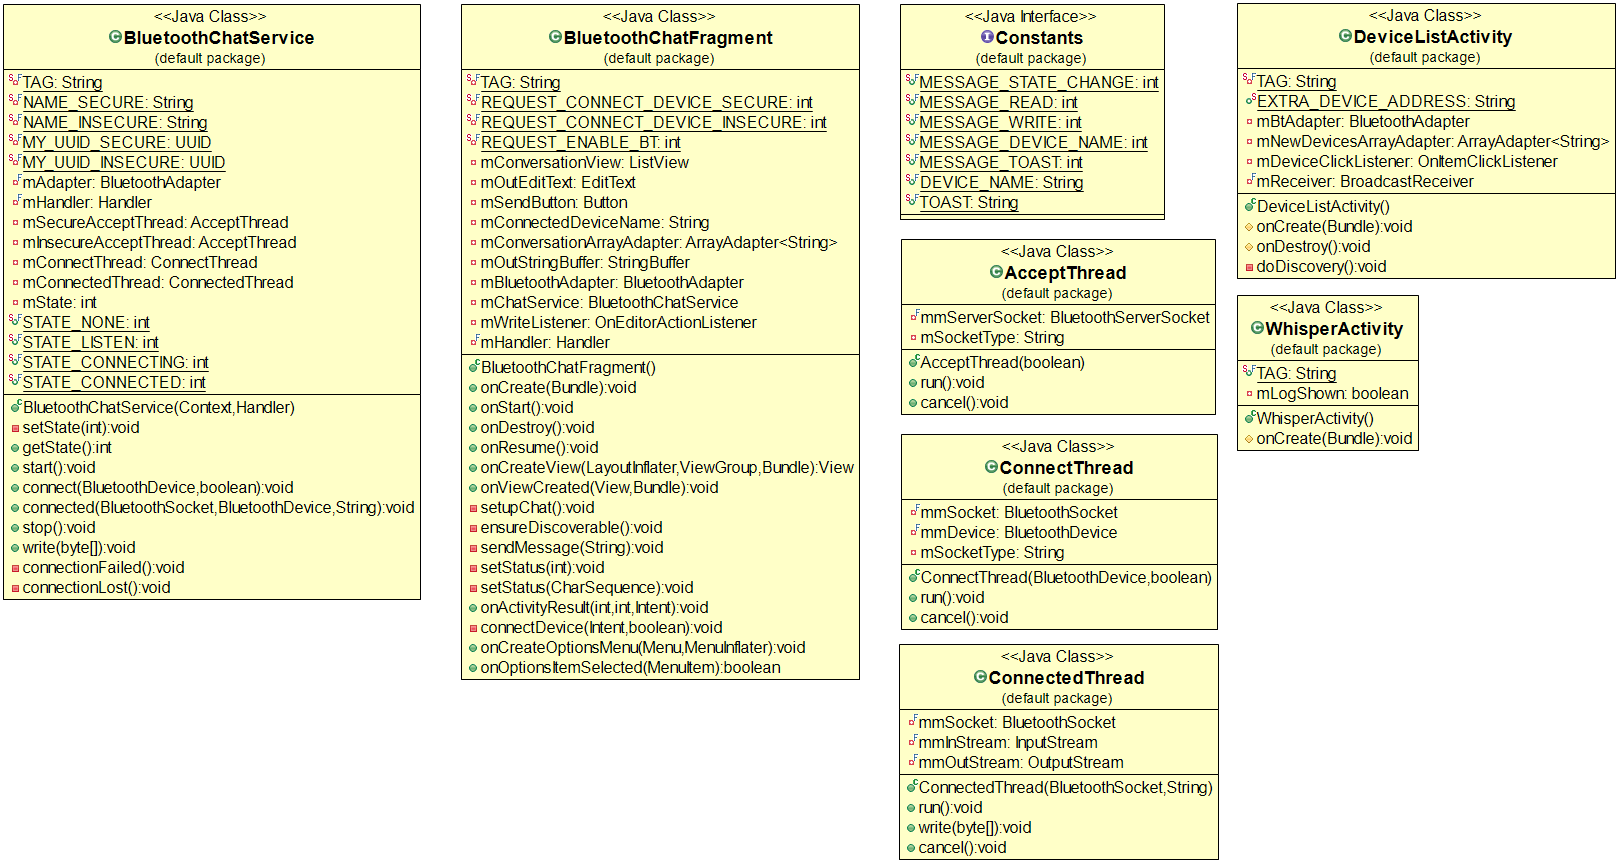 <<Java Class>>
BluetoothChatService
(default package)
TAG: String
NAME_SECURE: String
NAME_INSECURE: String
MY_UUID_SECURE: UUID
MY_UUID_INSECURE: UUID
mAdapter: BluetoothAdapter
mHandler: Handler
mSecureAcceptThread: AcceptThread
mInsecureAcceptThread: AcceptThread
mConnectThread: ConnectThread
mConnectedThread: ConnectedThread
mState: int
STATE_NONE: int
STATE_LISTEN: int
STATE_CONNECTING: int
STATE_CONNECTED: int
BluetoothChatService(Context,Handler)
setState(int):void
getState():int
start():void
connect(BluetoothDevice,boolean):void
connected(BluetoothSocket,BluetoothDevice,String):void
stop():void
write(byte[]):void
connectionFailed():void
connectionLost():void
<<Java Class>>
BluetoothChatFragment
(default package)
TAG: String
REQUEST_CONNECT_DEVICE_SECURE: int
REQUEST_CONNECT_DEVICE_INSECURE: int
REQUEST_ENABLE_BT: int
mConversationView: ListView
mOutEditText: EditText
mSendButton: Button
mConnectedDeviceName: String
mConversationArrayAdapter: ArrayAdapter<String>
mOutStringBuffer: StringBuffer
mBluetoothAdapter: BluetoothAdapter
mChatService: BluetoothChatService
mWriteListener: OnEditorActionListener
mHandler: Handler
BluetoothChatFragment()
onCreate(Bundle):void
onStart():void
onDestroy():void
onResume():void
onCreateView(LayoutInflater,ViewGroup,Bundle):View
onViewCreated(View,Bundle):void
setupChat():void
ensureDiscoverable():void
sendMessage(String):void
setStatus(int):void
setStatus(CharSequence):void
onActivityResult(int,int,Intent):void
connectDevice(Intent,boolean):void
onCreateOptionsMenu(Menu,MenuInflater):void
onOptionsItemSelected(MenuItem):boolean
<<Java Interface>>
Constants
(default package)
MESSAGE_STATE_CHANGE: int
MESSAGE_READ: int
MESSAGE_WRITE: int
MESSAGE_DEVICE_NAME: int
MESSAGE_TOAST: int
DEVICE_NAME: String
TOAST: String
<<Java Class>>
AcceptThread
(default package)
mmServerSocket: BluetoothServerSocket
mSocketType: String
AcceptThread(boolean)
run():void
cancel():void
<<Java Class>>
ConnectThread
(default package)
mmSocket: BluetoothSocket
mmDevice: BluetoothDevice
mSocketType: String
ConnectThread(BluetoothDevice,boolean)
run():void
cancel():void
<<Java Class>>
ConnectedThread
(default package)
mmSocket: BluetoothSocket
mmInStream: InputStream
mmOutStream: OutputStream
ConnectedThread(BluetoothSocket,String)
run():void
write(byte[]):void
cancel():void
<<Java Class>>
DeviceListActivity
(default package)
TAG: String
EXTRA_DEVICE_ADDRESS: String
mBtAdapter: BluetoothAdapter
mNewDevicesArrayAdapter: ArrayAdapter<String>
mDeviceClickListener: OnItemClickListener
mReceiver: BroadcastReceiver
DeviceListActivity()
onCreate(Bundle):void
onDestroy():void
doDiscovery():void
<<Java Class>>
WhisperActivity
(default package)
TAG: String
mLogShown: boolean
WhisperActivity()
onCreate(Bundle):void